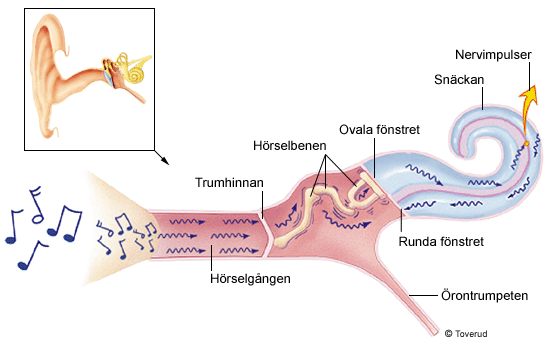 Nervimpulser
Snäckan
Ovala fönstret
Hörselbenen
Trumhinnan
Runda fönstret
Hörselgången
Örontrumpeten
© Toverud